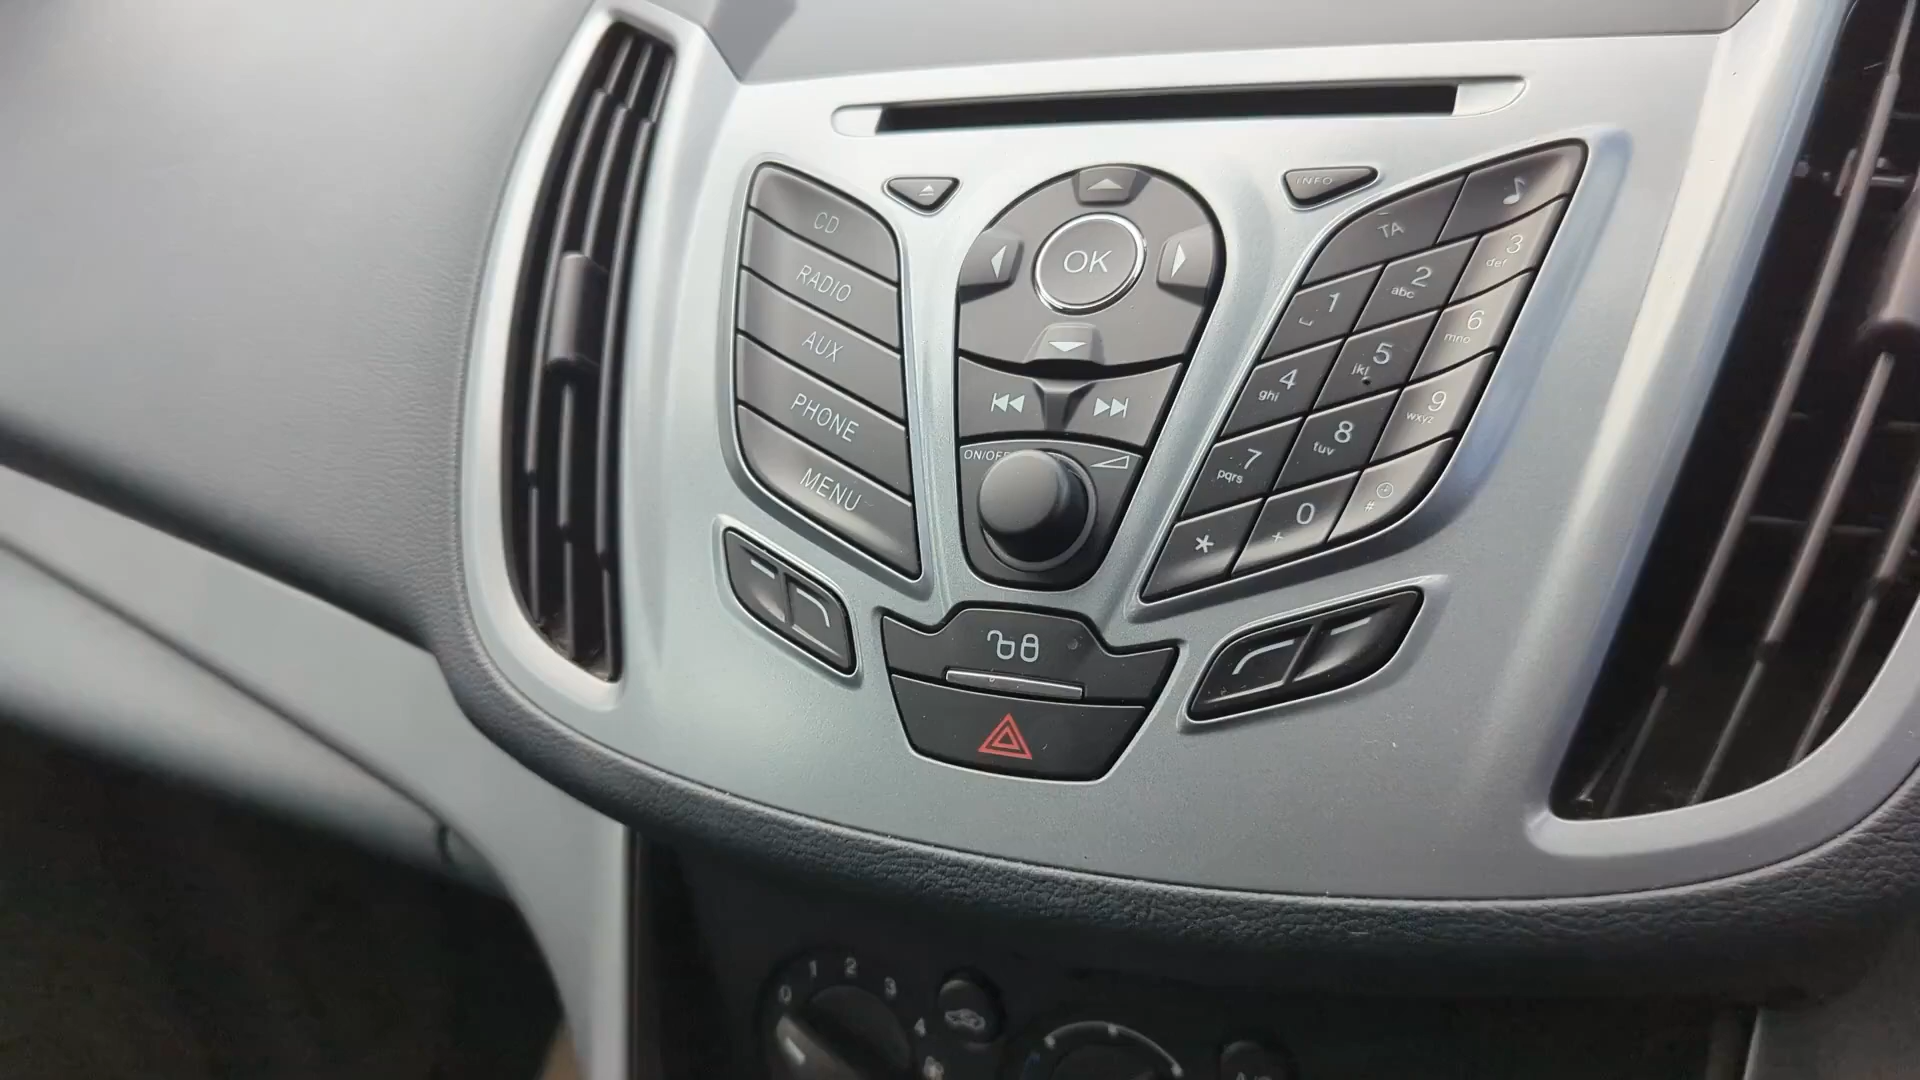 CD
RADIO
AUX
PHONE
MENU
OK
ON/OFF
INFO
TA
1
2
abc
3
def
4
ghi
5
jkl
6
mno
7
pqrs
8
tuv
9
wxyz
*
0
+
#
0
1
2
3
4